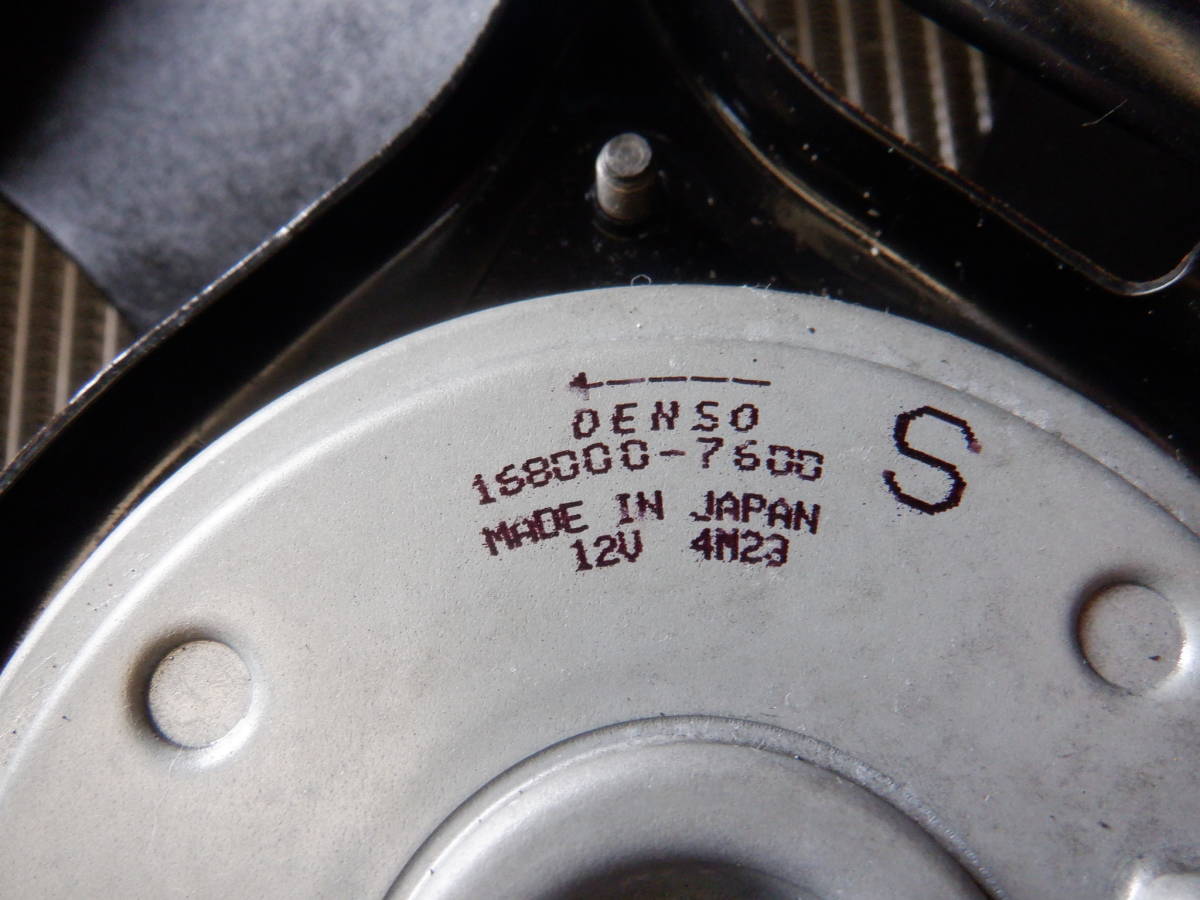 DENSO
168000-7600
S
MADE IN JAPAN
12V 4M23